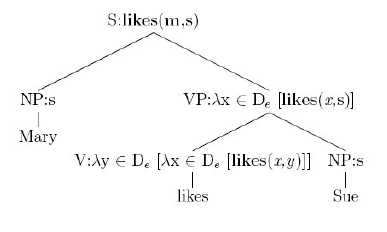 S:likes(m,s)
NP:s VP:λx ∈ Dₑ [likes(x,s)]
Mary
V:λy ∈ Dₑ [λx ∈ Dₑ [likes(x,y)]] NP:s
likes Sue